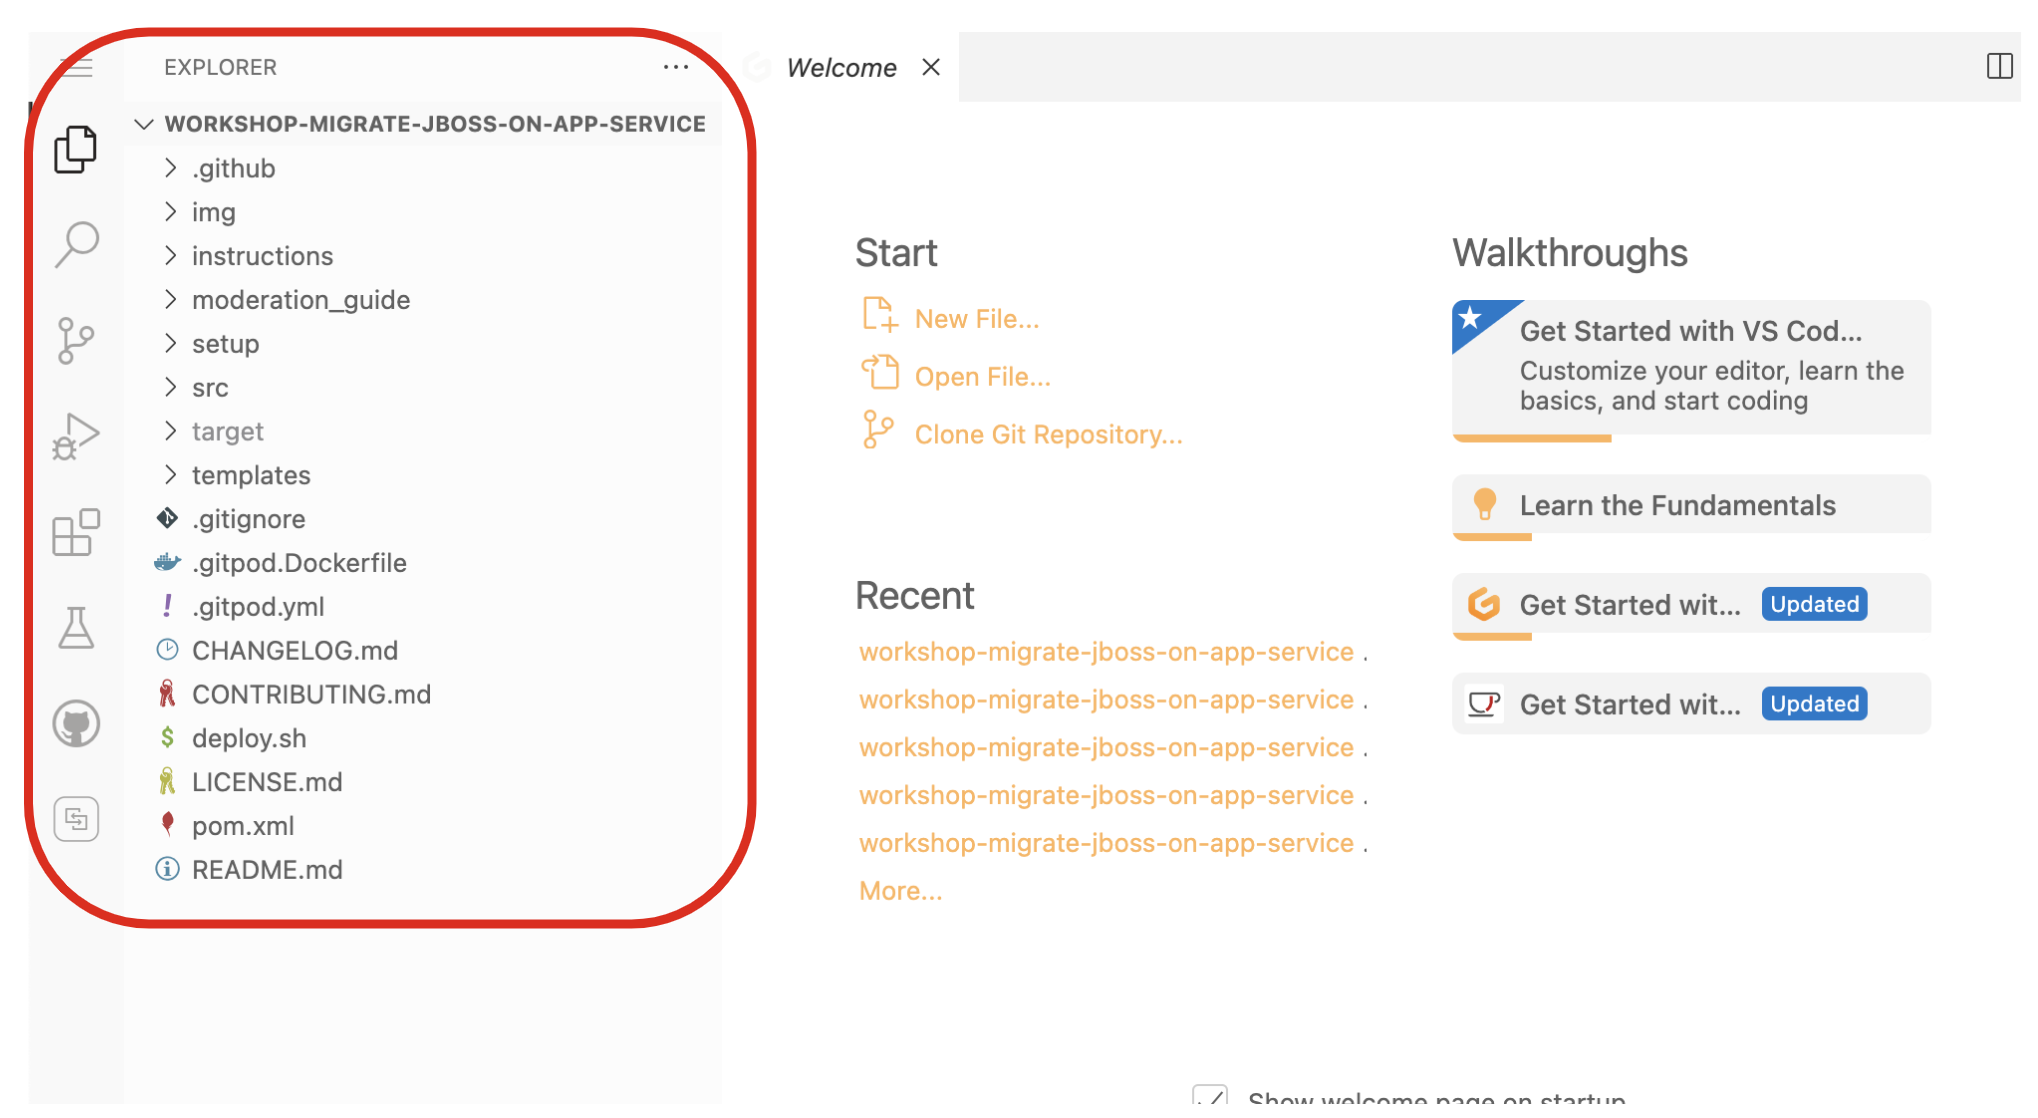 EXPLORER
WORKSHOP-MIGRATE-JBOSS-ON-APP-SERVICE
.github
img
instructions
moderation_guide
setup
src
target
templates
.gitignore
.gitpod.Dockerfile
.gitpod.yml
CHANGELOG.md
CONTRIBUTING.md
deploy.sh
LICENSE.md
pom.xml
README.md
Welcome
Start
New File...
Open File...
Clone Git Repository...
Recent
workshop-migrate-jboss-on-app-service .
workshop-migrate-jboss-on-app-service .
workshop-migrate-jboss-on-app-service .
workshop-migrate-jboss-on-app-service .
workshop-migrate-jboss-on-app-service .
More...
Walkthroughs
Get Started with VS Cod...
Customize your editor, learn the
basics, and start coding
Learn the Fundamentals
Get Started wit... Updated
Get Started wit... Updated
Show welcome page on startup